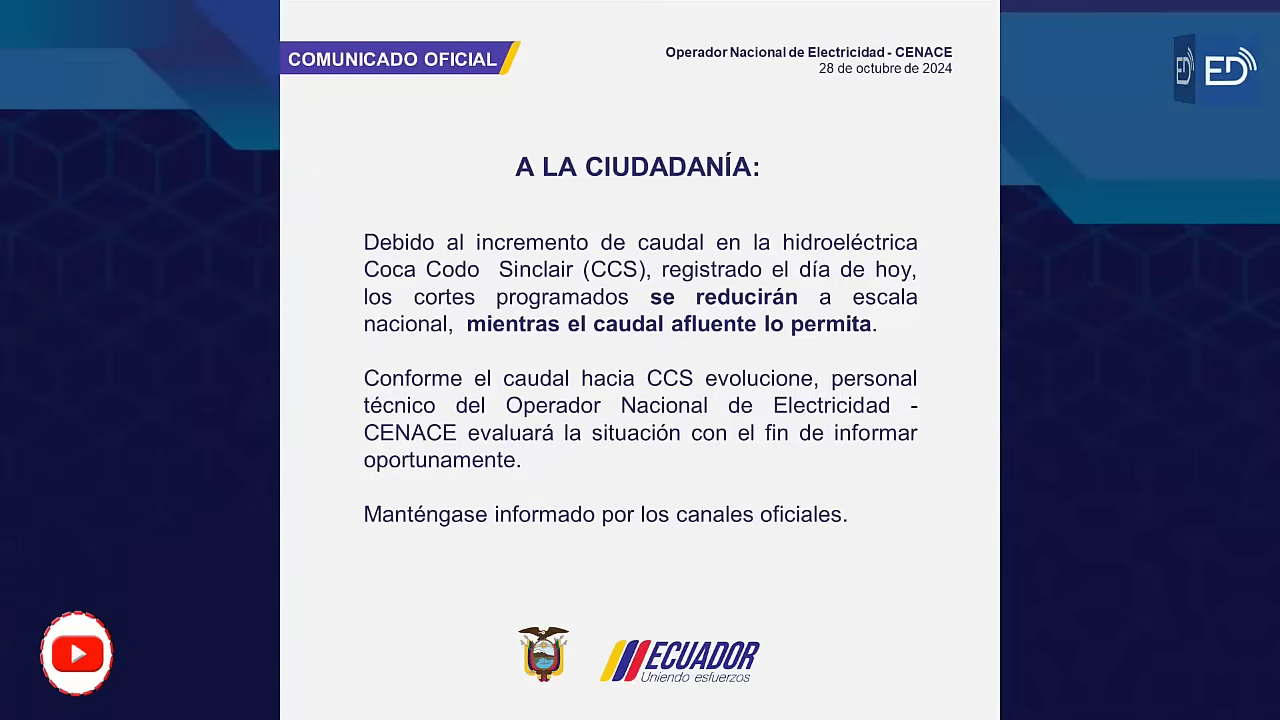 COMUNICADO OFICIAL
Operador Nacional de Electricidad - CENACE
28 de octubre de 2024
ED
ED
A LA CIUDADANÍA:
Debido al incremento de caudal en la hidroeléctrica
Coca Codo Sinclair (CCS), registrado el día de hoy,
los cortes programados se reducirán a escala
nacional, mientras el caudal afluente lo permita.
Conforme el caudal hacia CCS evolucione, personal
técnico del Operador Nacional de Electricidad -
CENACE evaluará la situación con el fin de informar
oportunamente.
Manténgase informado por los canales oficiales.
ECUADOR
Uniendo esfuerzos